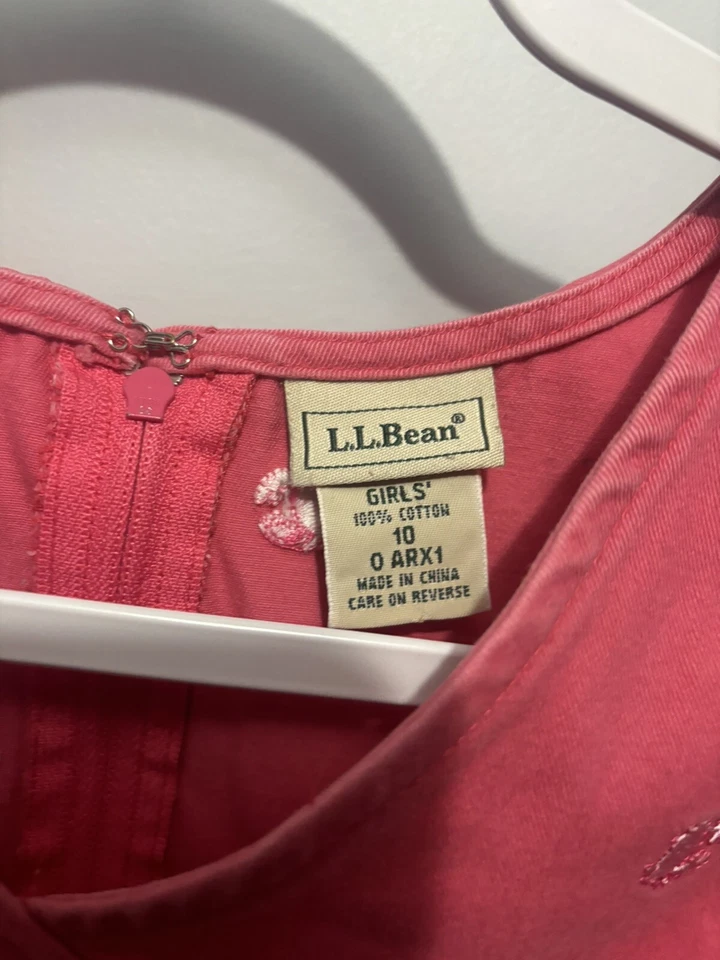 L.L.Bean®
GIRLS'
100% COTTON
10
0 ARX1
MADE IN CHINA
CARE ON REVERSE